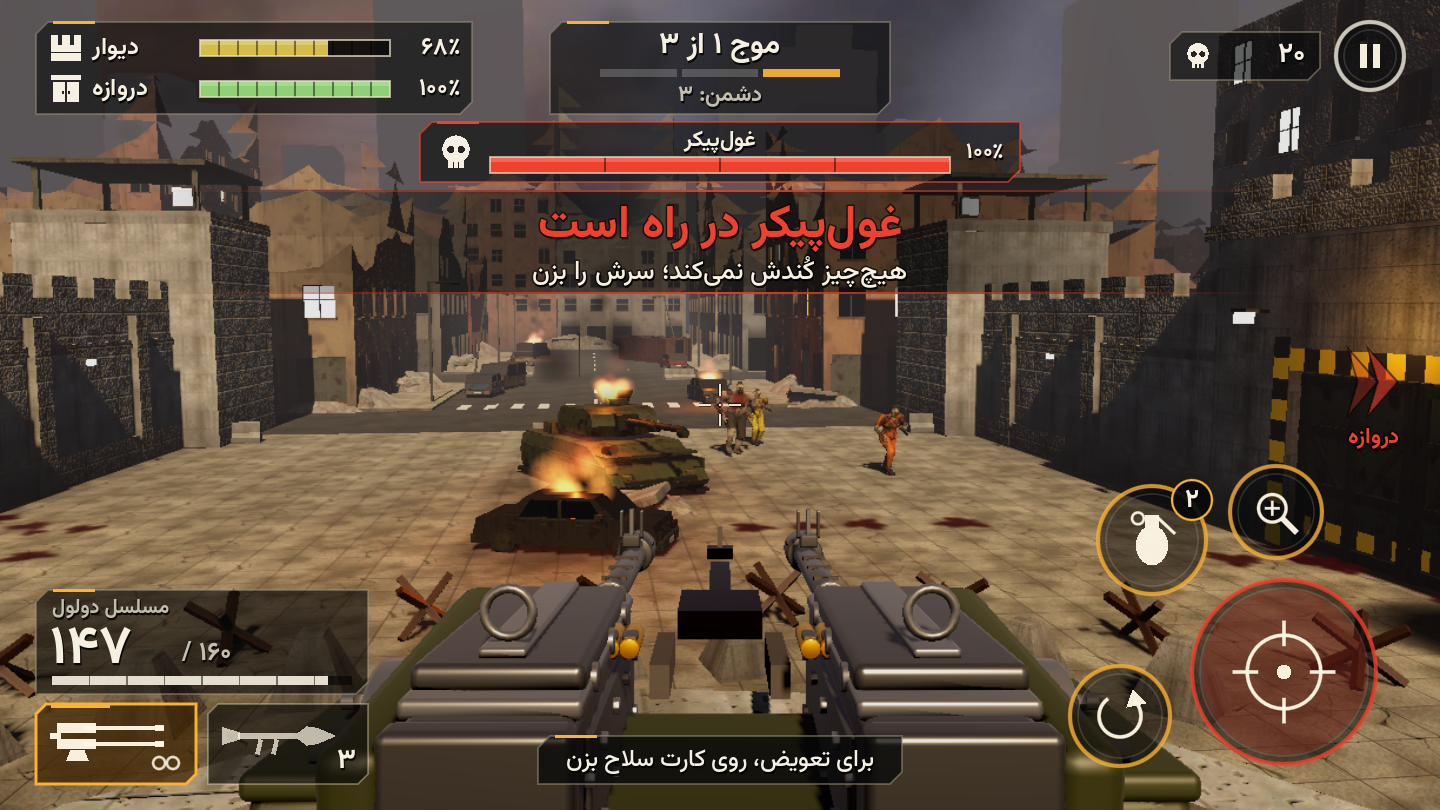 دیوار ۶۸٪
دروازه ۱۰۰٪
موج ۱ از ۳
دشمن: ۳
۲۰
غول‌پیکر ۱۰۰٪
غول‌پیکر در راه است
هیچ‌چیز کُندش نمی‌کند؛ سرش را بزن
دروازه
۲
مسلسل دولول
۱۴۷ / ۱۶۰
∞
۳
برای تعویض، روی کارت سلاح بزن